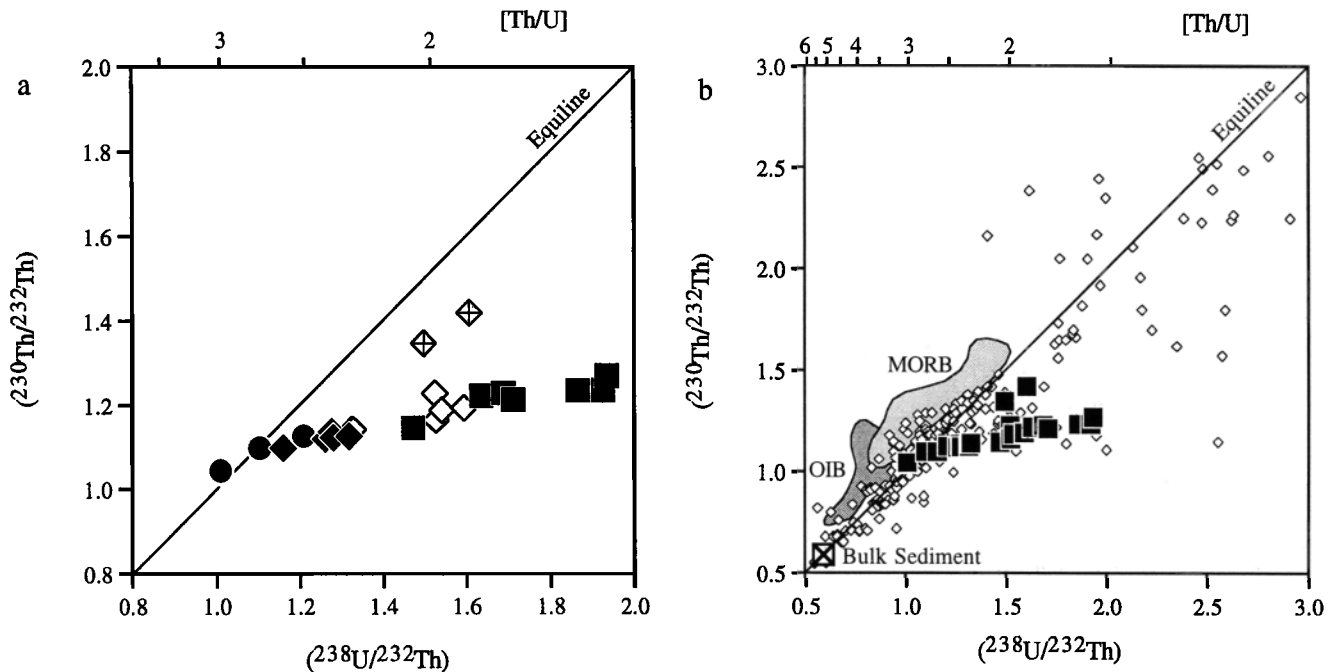 [Th/U]
3 2
a
2.0
1.8
1.6
1.4
1.2
1.0
0.8
Equiline
(230Th/232Th)
0.8 1.0 1.2 1.4 1.6 1.8 2.0
(238U/232Th)
[Th/U]
6 5 4 3 2
b
3.0
2.5
2.0
1.5
1.0
0.5
Equiline
MORB
OIB
Bulk Sediment
(230Th/232Th)
0.5 1.0 1.5 2.0 2.5 3.0
(238U/232Th)